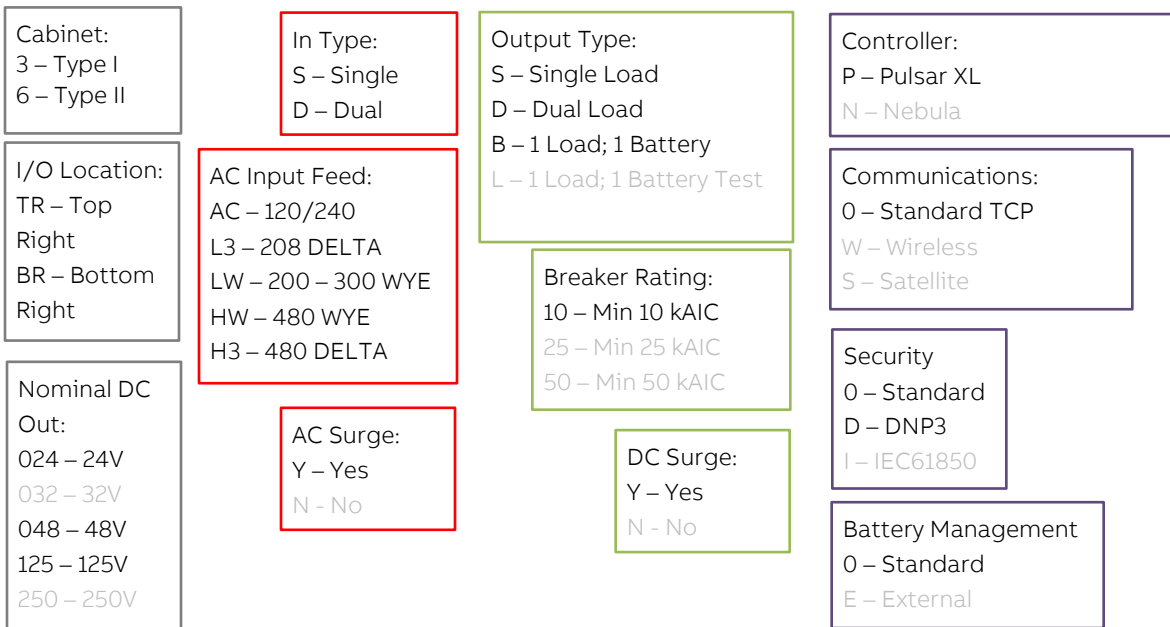 Cabinet:
3 – Type I
6 – Type II
I/O Location:
TR – Top
Right
BR – Bottom
Right
Nominal DC
Out:
024 – 24V
032 – 32V
048 – 48V
125 – 125V
250 – 250V
In Type:
S – Single
D – Dual
AC Input Feed:
AC – 120/240
L3 – 208 DELTA
LW – 200 – 300 WYE
HW – 480 WYE
H3 – 480 DELTA
AC Surge:
Y – Yes
N - No
Output Type:
S – Single Load
D – Dual Load
B – 1 Load; 1 Battery
L – 1 Load; 1 Battery Test
Breaker Rating:
10 – Min 10 kAIC
25 – Min 25 kAIC
50 – Min 50 kAIC
DC Surge:
Y – Yes
N - No
Controller:
P – Pulsar XL
N – Nebula
Communications:
0 – Standard TCP
W – Wireless
S – Satellite
Security
0 – Standard
D – DNP3
I – IEC61850
Battery Management
0 – Standard
E – External